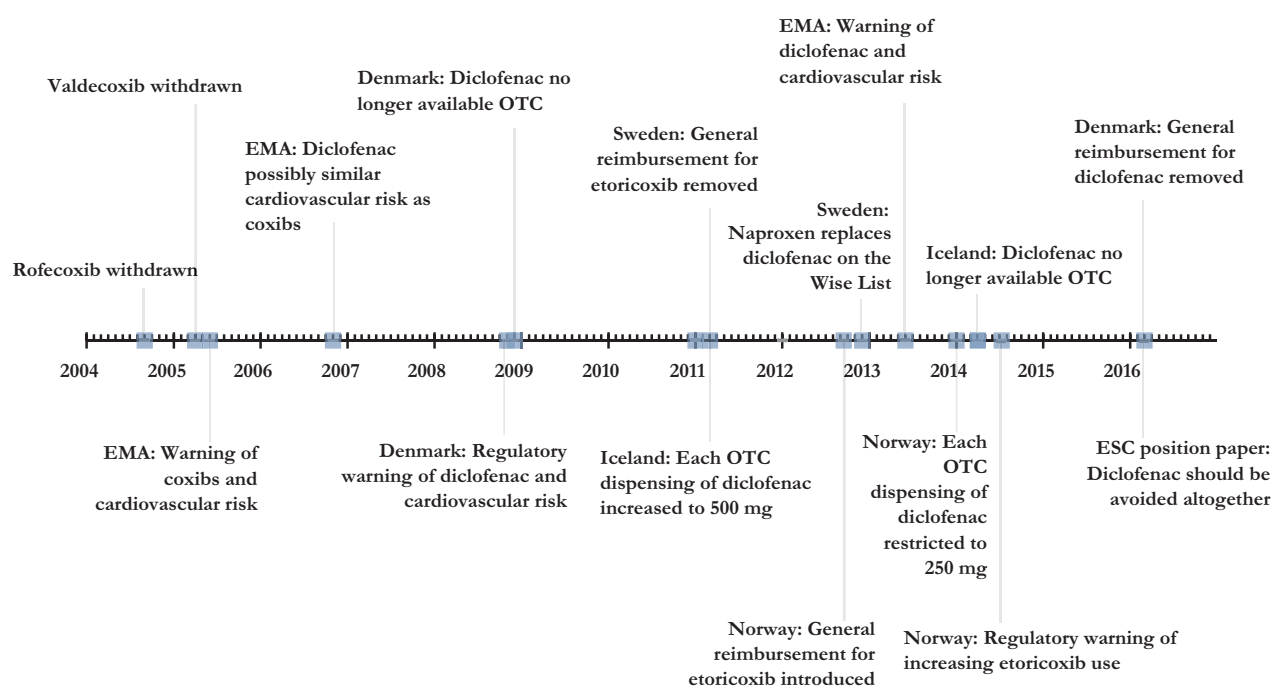 EMA: Warning of
diclofenac and
cardiovascular risk
Valdecoxib withdrawn
Denmark: Diclofenac no
longer available OTC
EMA: Diclofenac
possibly similar
cardiovascular risk as
coxibs
Sweden: General
reimbursement for
etoricoxib removed
Denmark: General
reimbursement for
diclofenac removed
Sweden:
Naproxen replaces
diclofenac on the
Wise List
Iceland: Diclofenac no
longer available OTC
Rofecoxib withdrawn
2004 2005 2006 2007 2008 2009 2010 2011 2012 2013 2014 2015 2016
EMA: Warning of
coxibs and
cardiovascular risk
Denmark: Regulatory
warning of diclofenac and
cardiovascular risk
Iceland: Each OTC
dispensing of diclofenac
increased to 500 mg
Norway: Each
OTC
dispensing of
diclofenac
restricted to
250 mg
ESC position paper:
Diclofenac should be
avoided altogether
Norway: General
reimbursement for
etoricoxib introduced
Norway: Regulatory warning of
increasing etoricoxib use